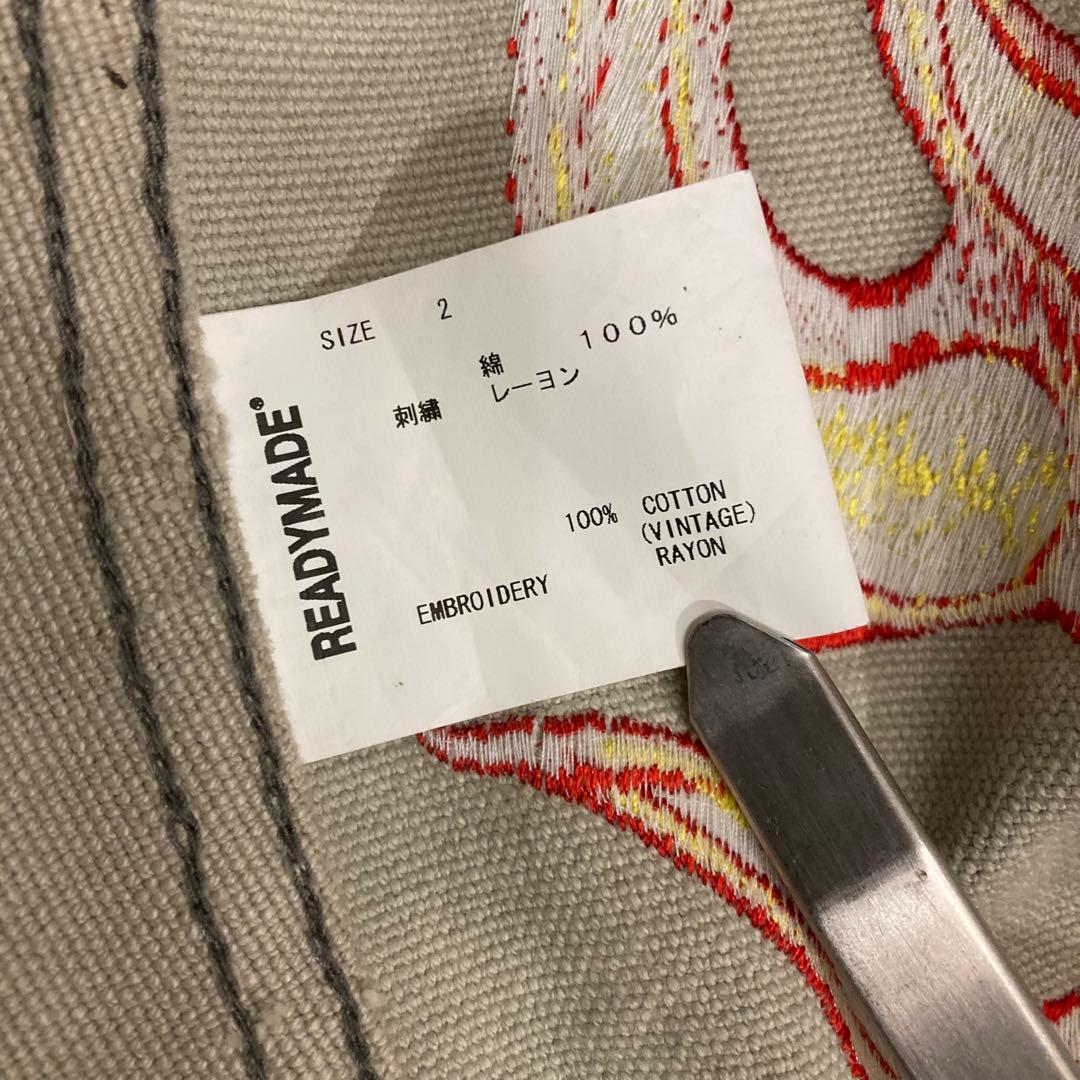 SIZE 2
綿 100%
刺繍 レーヨン
100% COTTON
(VINTAGE)
EMBROIDERY RAYON
READYMADE®